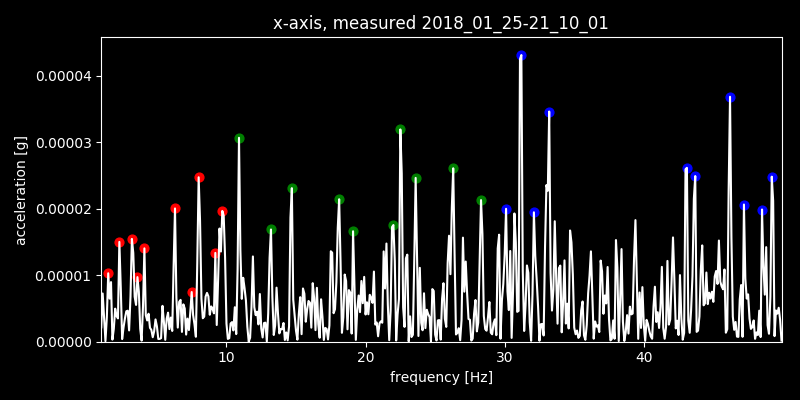 x-axis, measured 2018_01_25-21_10_01
0.00004
0.00003
0.00002
0.00001
0.00000
acceleration [g]
10 20 30 40
frequency [Hz]